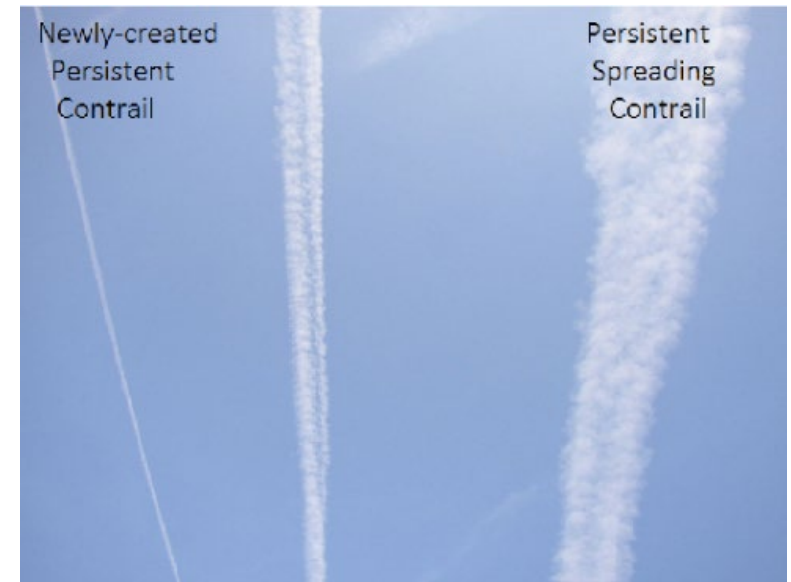 Newly-created
Persistent
Contrail
Persistent
Spreading
Contrail